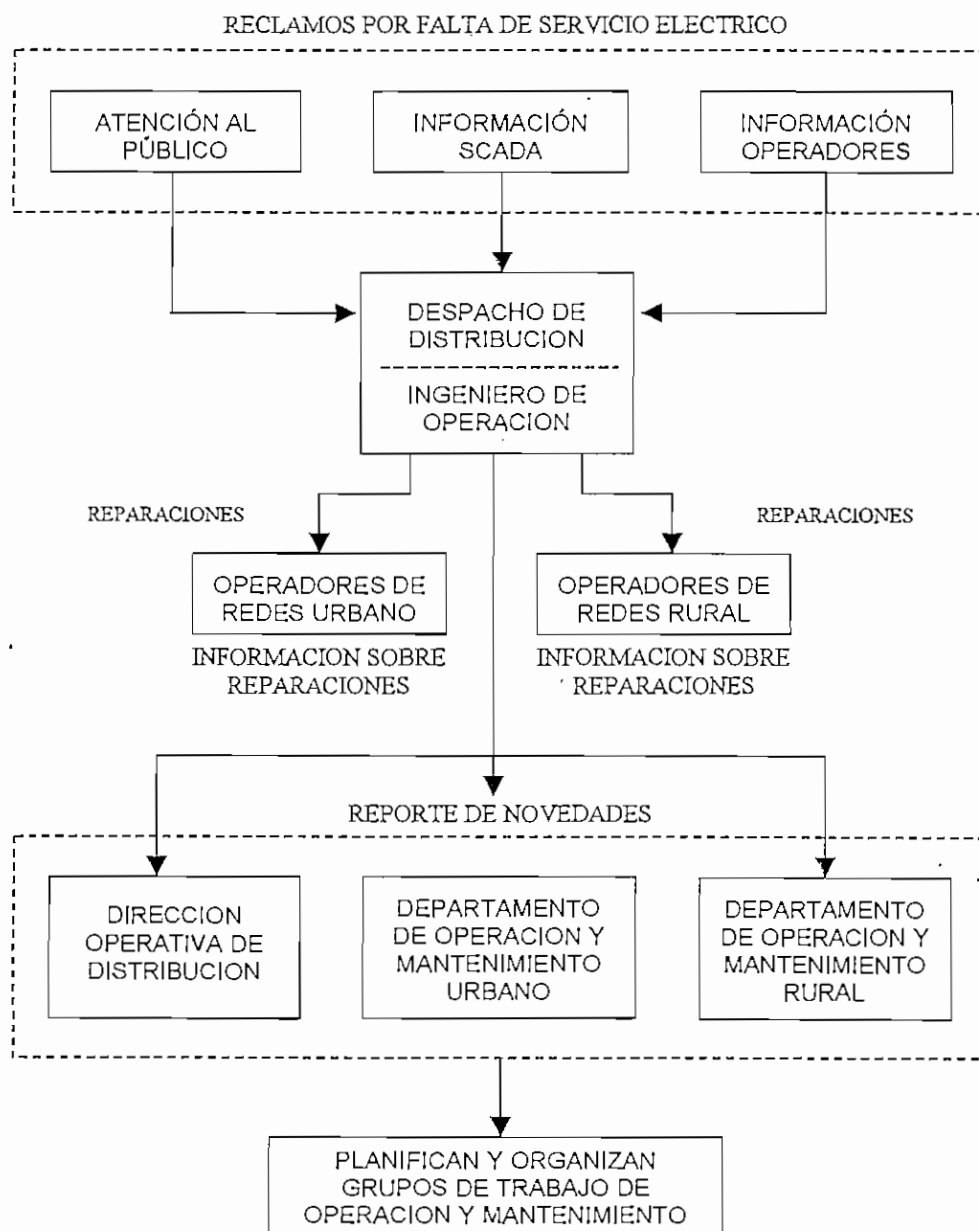 RECLAMOS POR FALTA DE SERVICIO ELECTRICO
ATENCIÓN AL
PÚBLICO
INFORMACIÓN
SCADA
INFORMACIÓN
OPERADORES
DESPACHO DE
DISTRIBUCION
INGENIERO DE
OPERACION
REPARACIONES
REPARACIONES
OPERADORES DE
REDES URBANO
OPERADORES DE
REDES RURAL
INFORMACION SOBRE
REPARACIONES
INFORMACION SOBRE
REPARACIONES
REPORTE DE NOVEDADES
DIRECCION
OPERATIVA DE
DISTRIBUCION
DEPARTAMENTO
DE OPERACION Y
MANTENIMIENTO
URBANO
DEPARTAMENTO
DE OPERACION Y
MANTENIMIENTO
RURAL
PLANIFICAN Y ORGANIZAN
GRUPOS DE TRABAJO DE
OPERACION Y MANTENIMIENTO